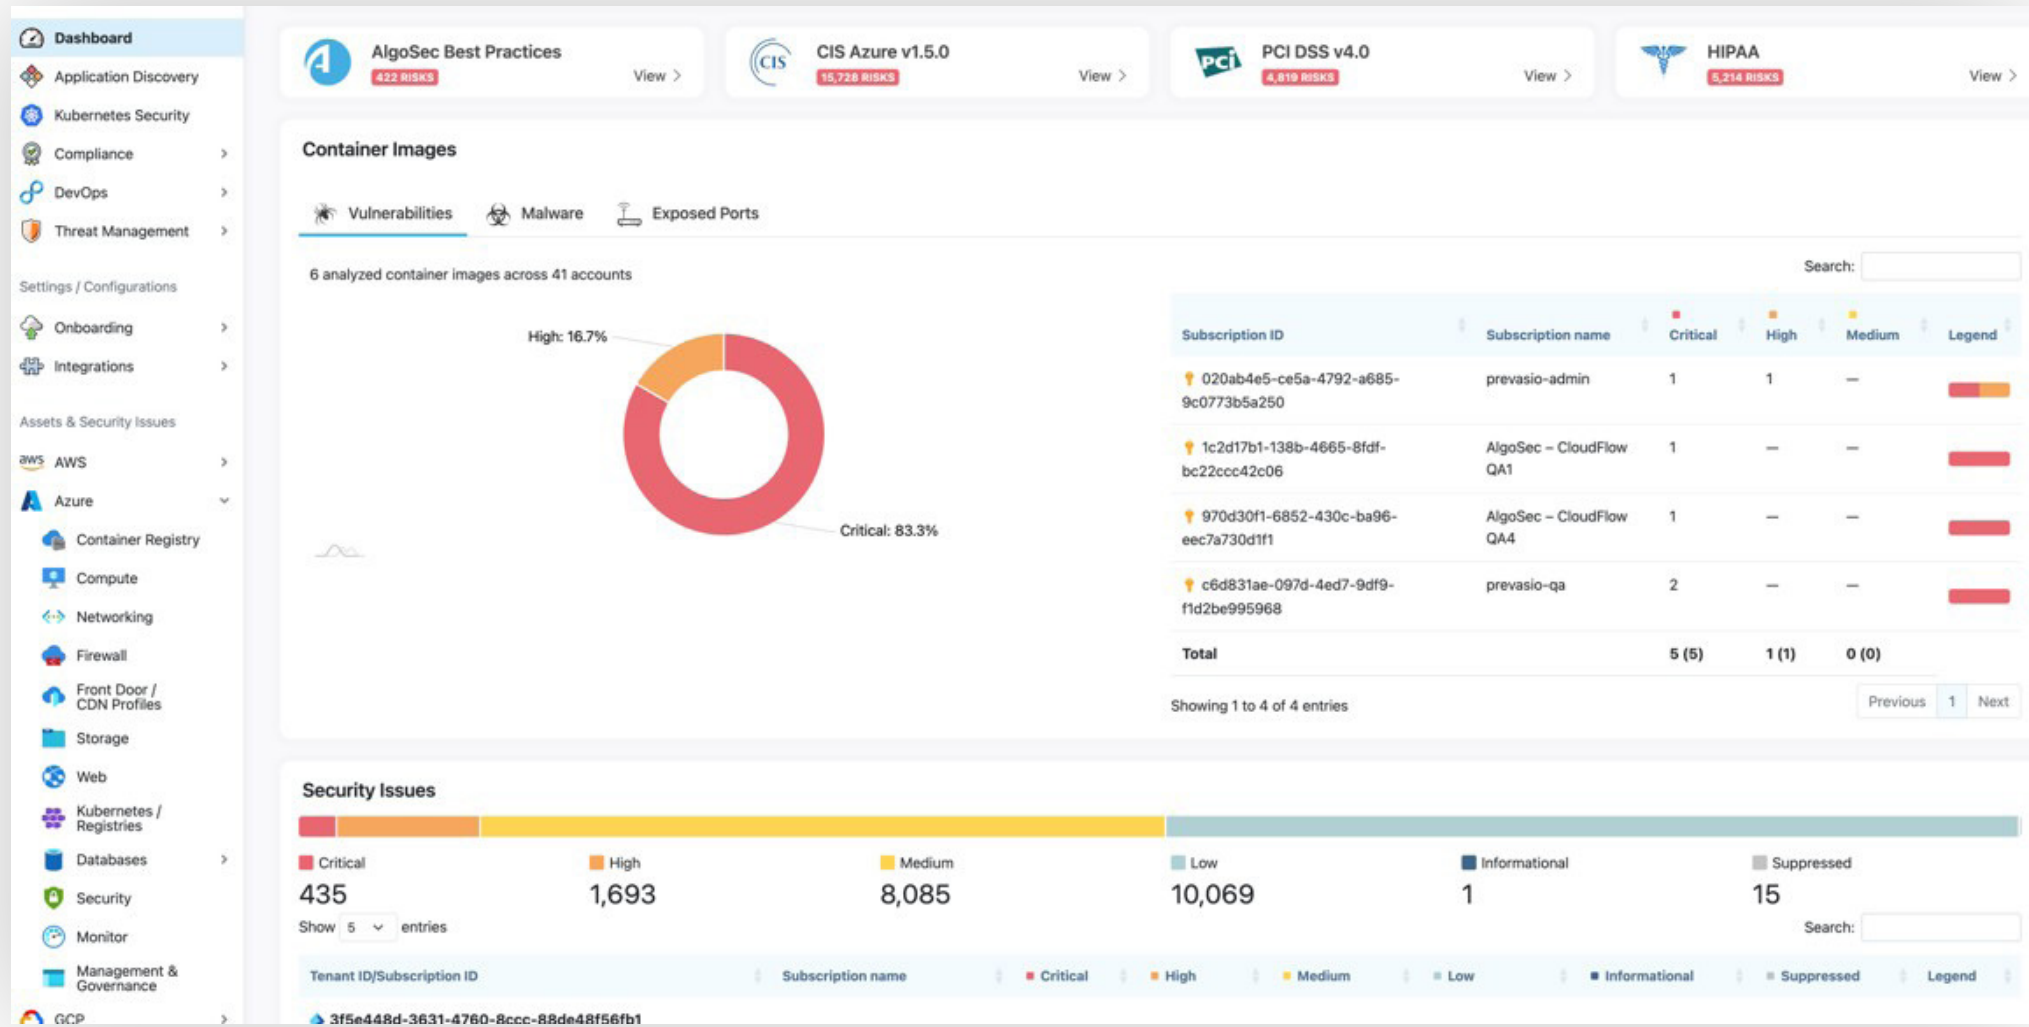 Dashboard
Application Discovery
Kubernetes Security
Compliance
DevOps
Threat Management
Settings / Configurations
Onboarding
Integrations
Assets & Security Issues
aws AWS
Azure
Container Registry
Compute
Networking
Firewall
Front Door /
CDN Profiles
Storage
Web
Kubernetes /
Registries
Databases
Security
Monitor
Management &
Governance
GCP
AlgoSec Best Practices
422 RISKS
View
CIS
CIS Azure v1.5.0
15,728 RISKS
View
PCi
PCI DSS v4.0
4,819 RISKS
View
HIPAA
5,214 RISKS
View
Container Images
Vulnerabilities Malware Exposed Ports
6 analyzed container images across 41 accounts
High: 16.7%
Critical: 83.3%
Search:
Subscription ID Subscription name Critical High Medium Legend
020ab4e5-ce5a-4792-a685- prevasio-admin 1 1 —
9c0773b5a250
1c2d17b1-138b-4665-8fdf- AlgoSec – CloudFlow 1 — —
bc22ccc42c06 QA1
970d30f1-6852-430c-ba96- AlgoSec – CloudFlow 1 — —
eec7a730d1f1 QA4
c6d831ae-097d-4ed7-9df9- prevasio-qa 2 — —
f1d2be995968
Total 5 (5) 1 (1) 0 (0)
Showing 1 to 4 of 4 entries
Previous 1 Next
Security Issues
Critical High Medium Low Informational Suppressed
435 1,693 8,085 10,069 1 15
Show 5 entries
Search:
Tenant ID/Subscription ID Subscription name Critical High Medium Low Informational Suppressed Legend
3f5e448d-3631-4760-8ccc-88de48f56fb1